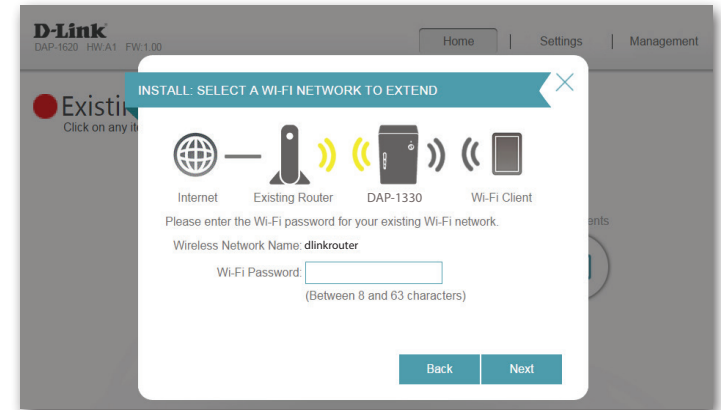 D-Link
DAP-1620 HW:A1 FW:1.00
Home | Settings | Management
INSTALL: SELECT A WI-FI NETWORK TO EXTEND
Existin
Click on any it
Internet Existing Router DAP-1330 Wi-Fi Client
Please enter the Wi-Fi password for your existing Wi-Fi network.
ents
Wireless Network Name: dlinkrouter
Wi-Fi Password:
(Between 8 and 63 characters)
Back Next